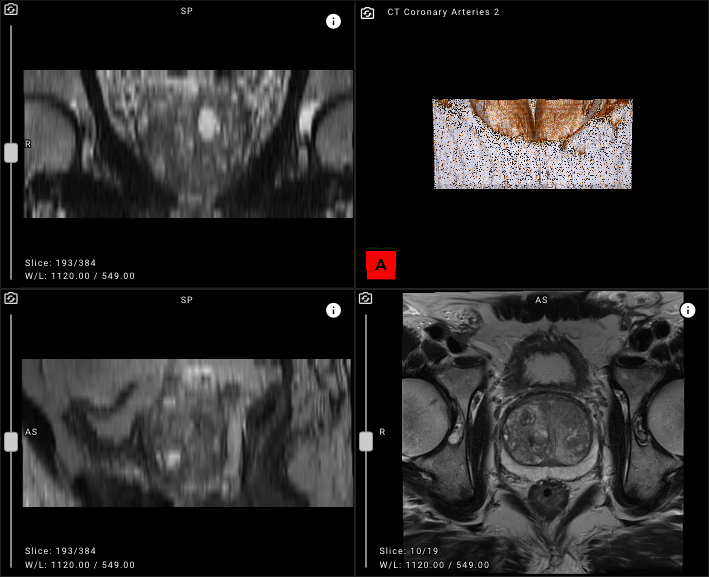 SP
R
Slice: 193/384
W/L: 1120.00 / 549.00
CT Coronary Arteries 2
A
SP
AS
Slice: 193/384
W/L: 1120.00 / 549.00
AS
R
Slice: 10/19
W/L: 1120.00 / 549.00